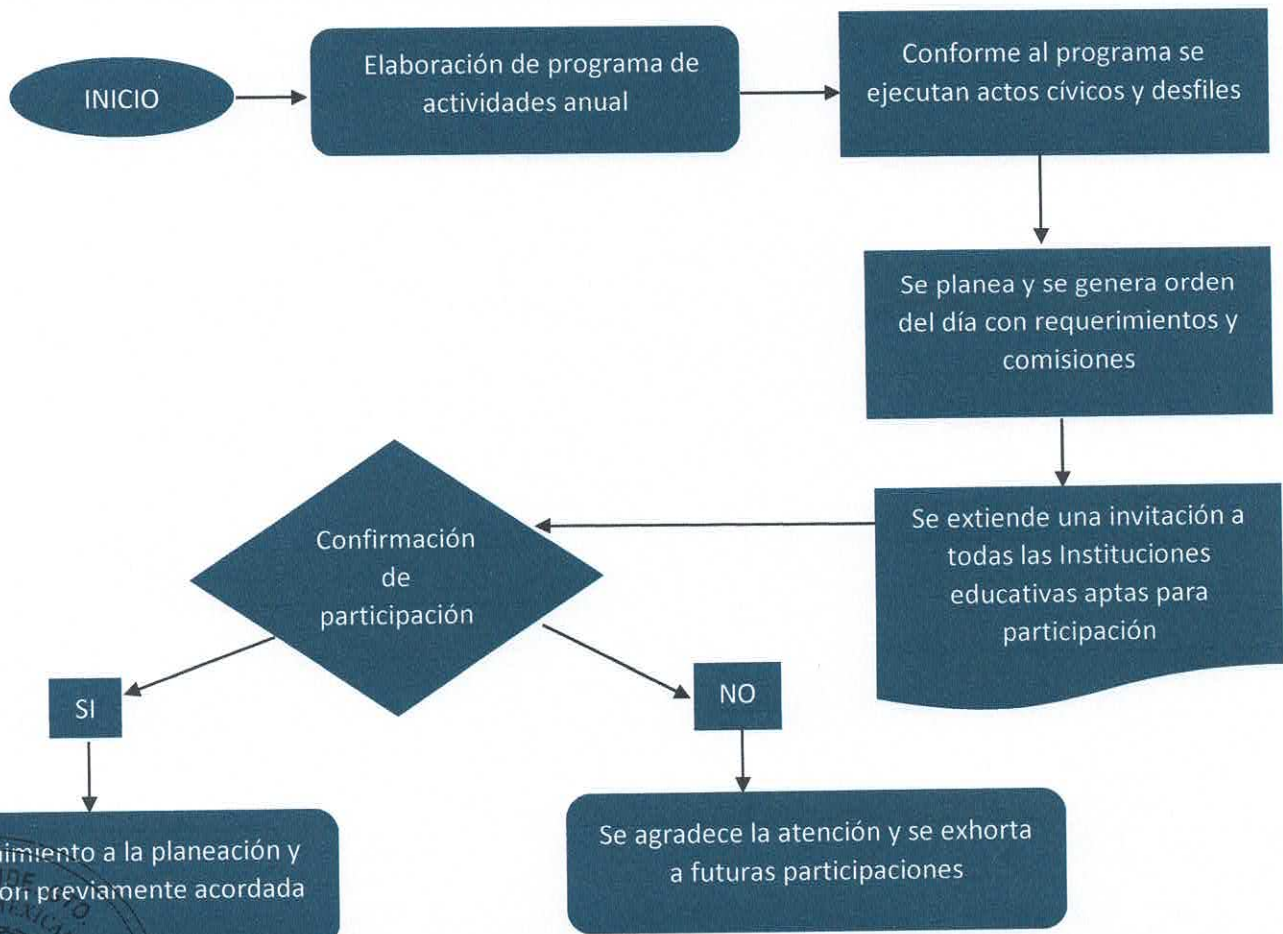 INICIO
Elaboración de programa de
actividades anual
Conforme al programa se
ejecutan actos cívicos y desfiles
Se planea y se genera orden
del día con requerimientos y
comisiones
Se extiende una invitación a
todas las Instituciones
educativas aptas para
participación
Confirmación
de
participación
SI
NO
a la planeación y
previamente acordada
Se agradece la atención y se exhorta
a futuras participaciones